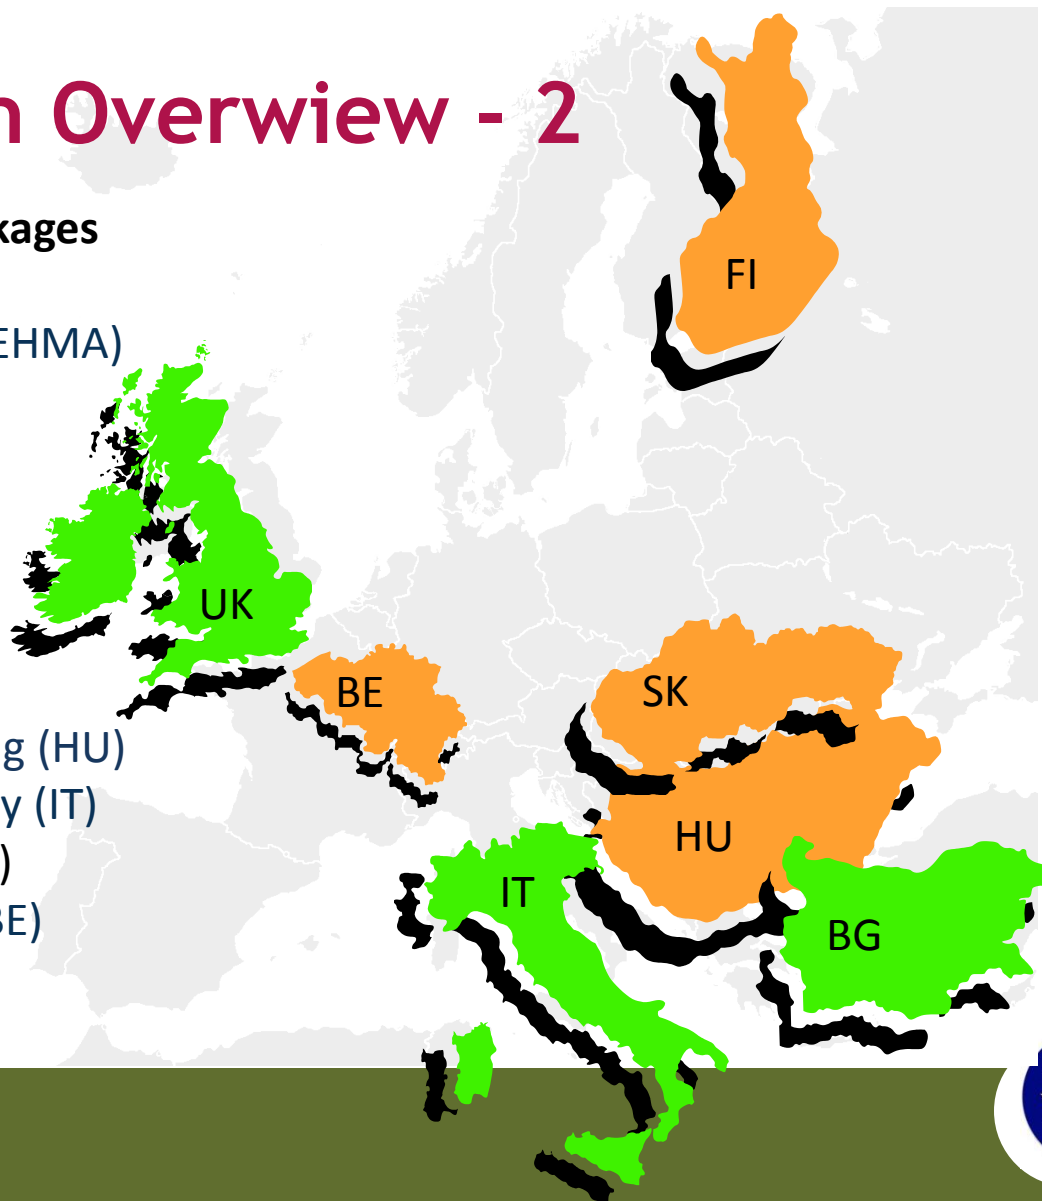 n Overwiew - 2
kages
EHMA)
FI
UK
BE
SK
g (HU)
y (IT)
HU
)
IT
BE)
BG